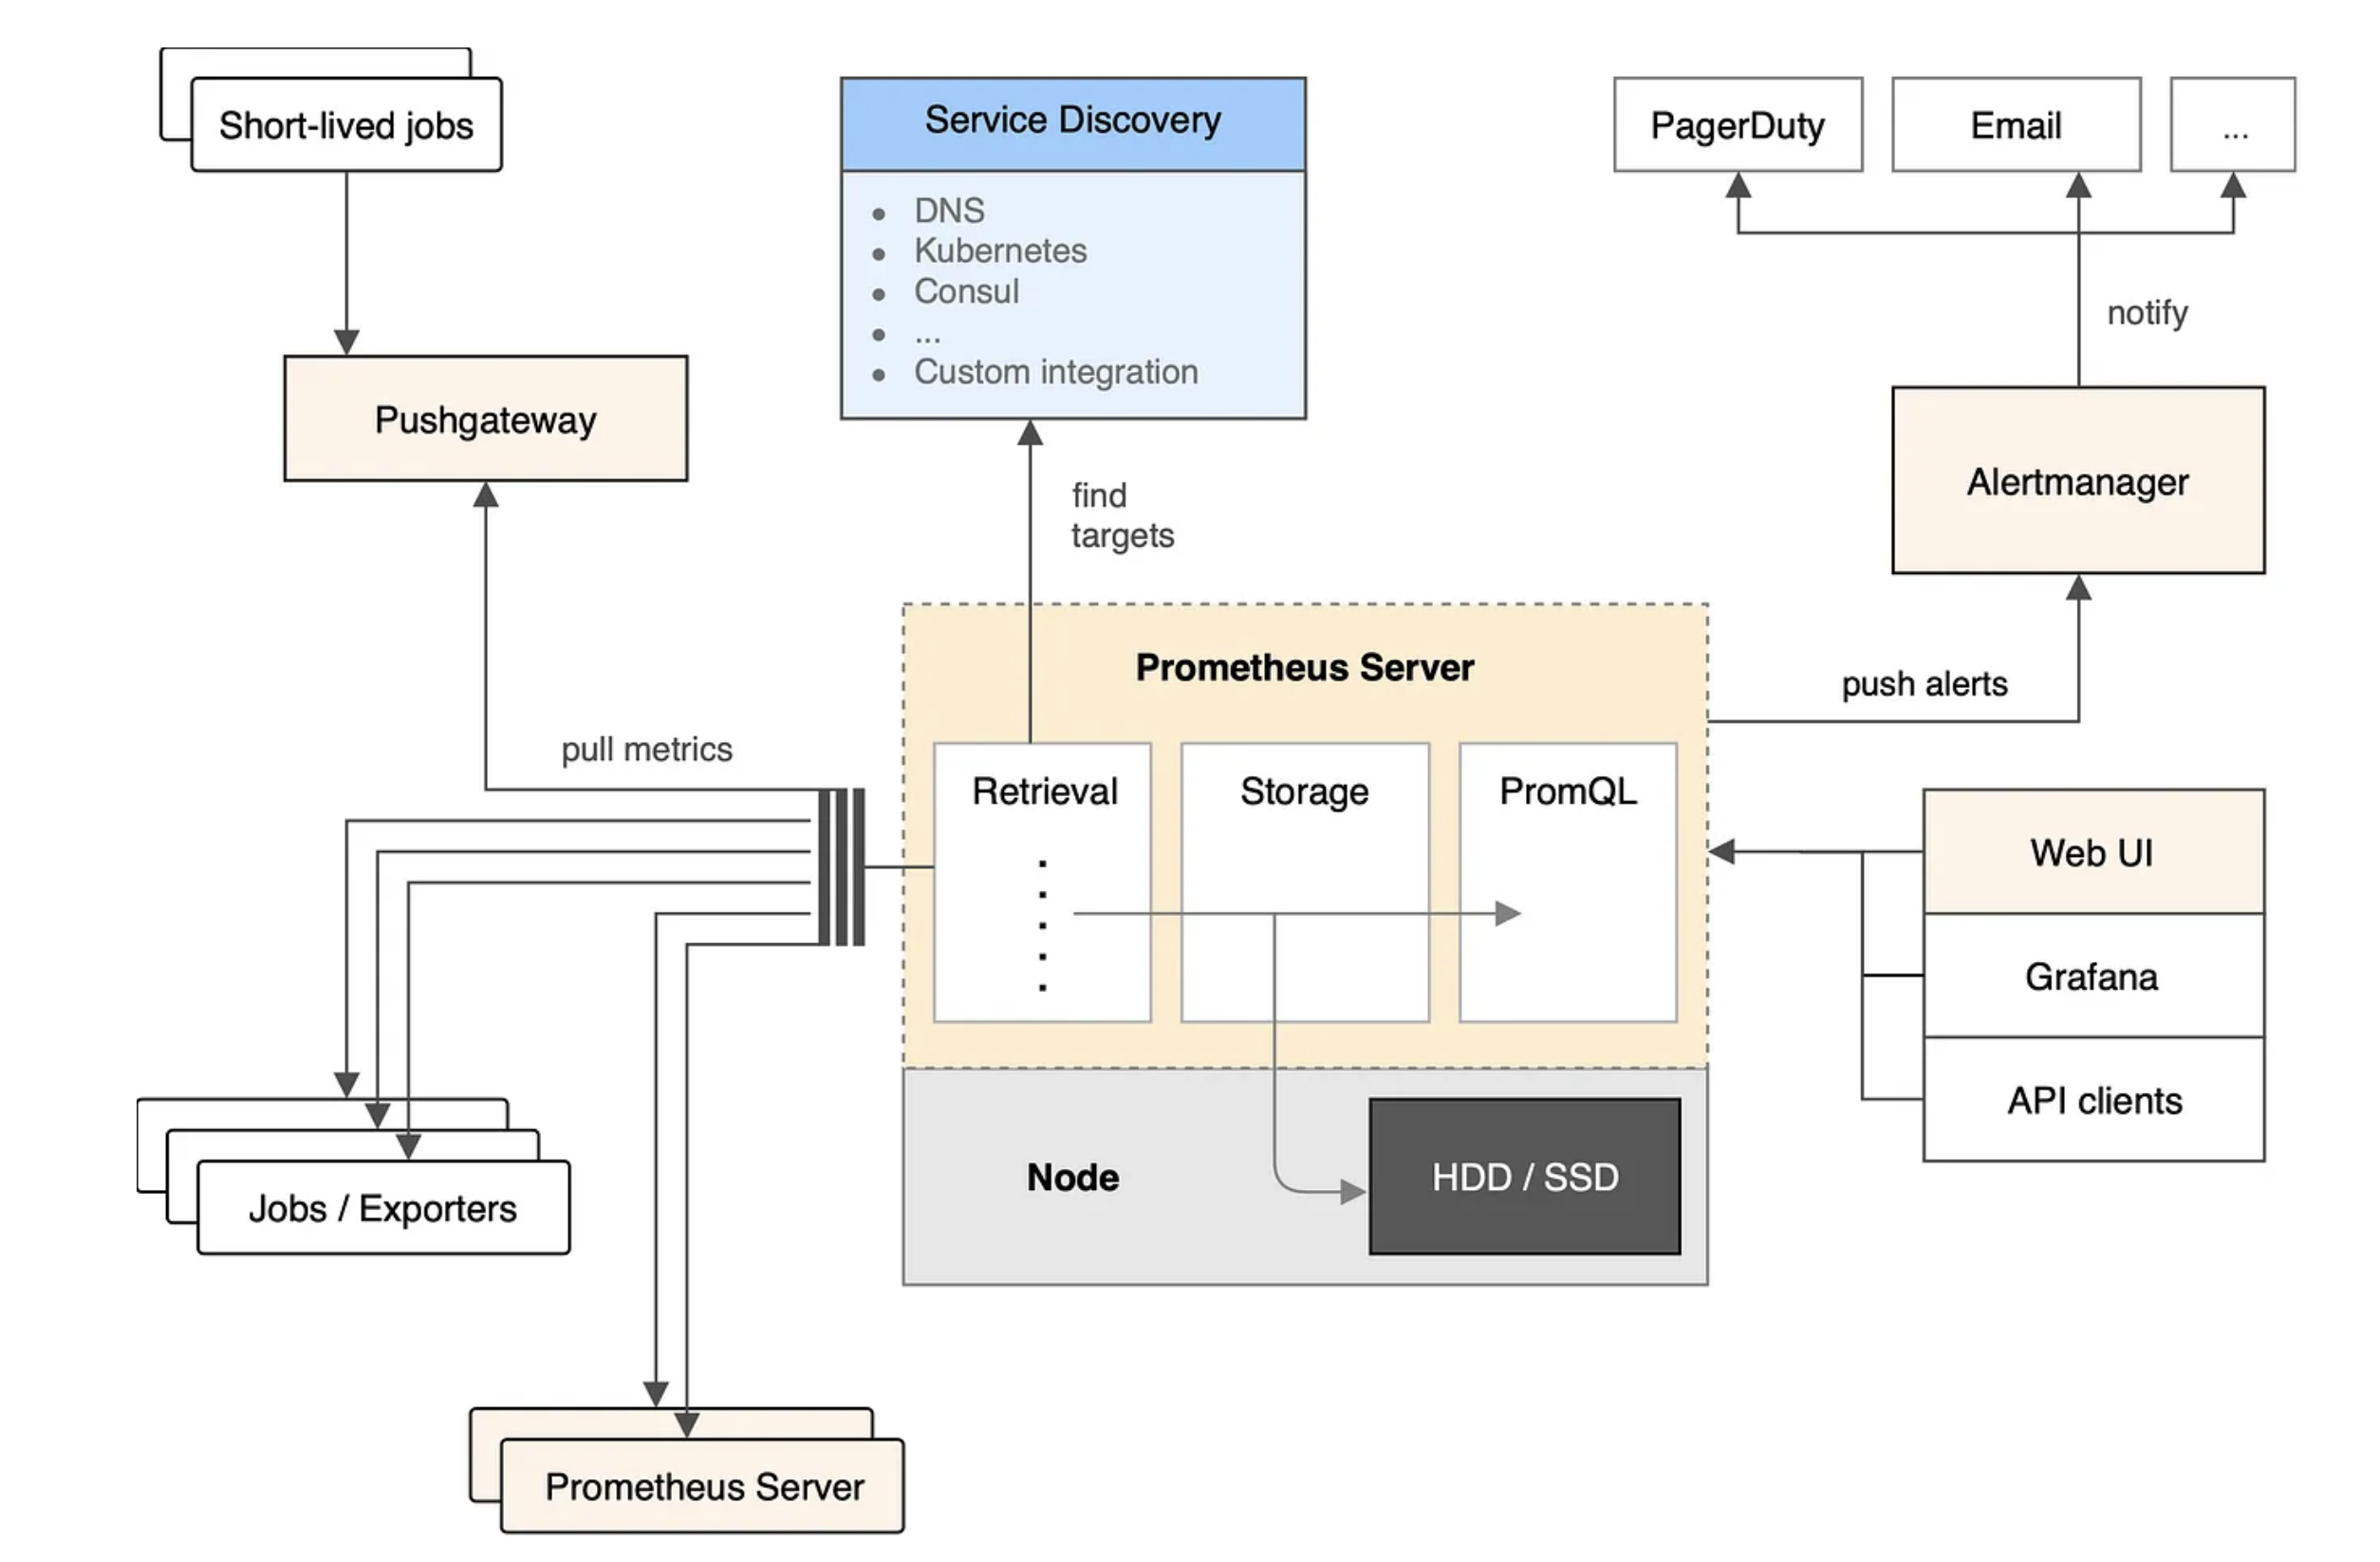 Short-lived jobs
Service Discovery
DNS
Kubernetes
Consul
...
Custom integration
PagerDuty
Email
...
notify
Pushgateway
Alertmanager
find
targets
Prometheus Server
push alerts
pull metrics
Retrieval
Storage
PromQL
Web UI
Grafana
API clients
Node
HDD / SSD
Jobs / Exporters
Prometheus Server